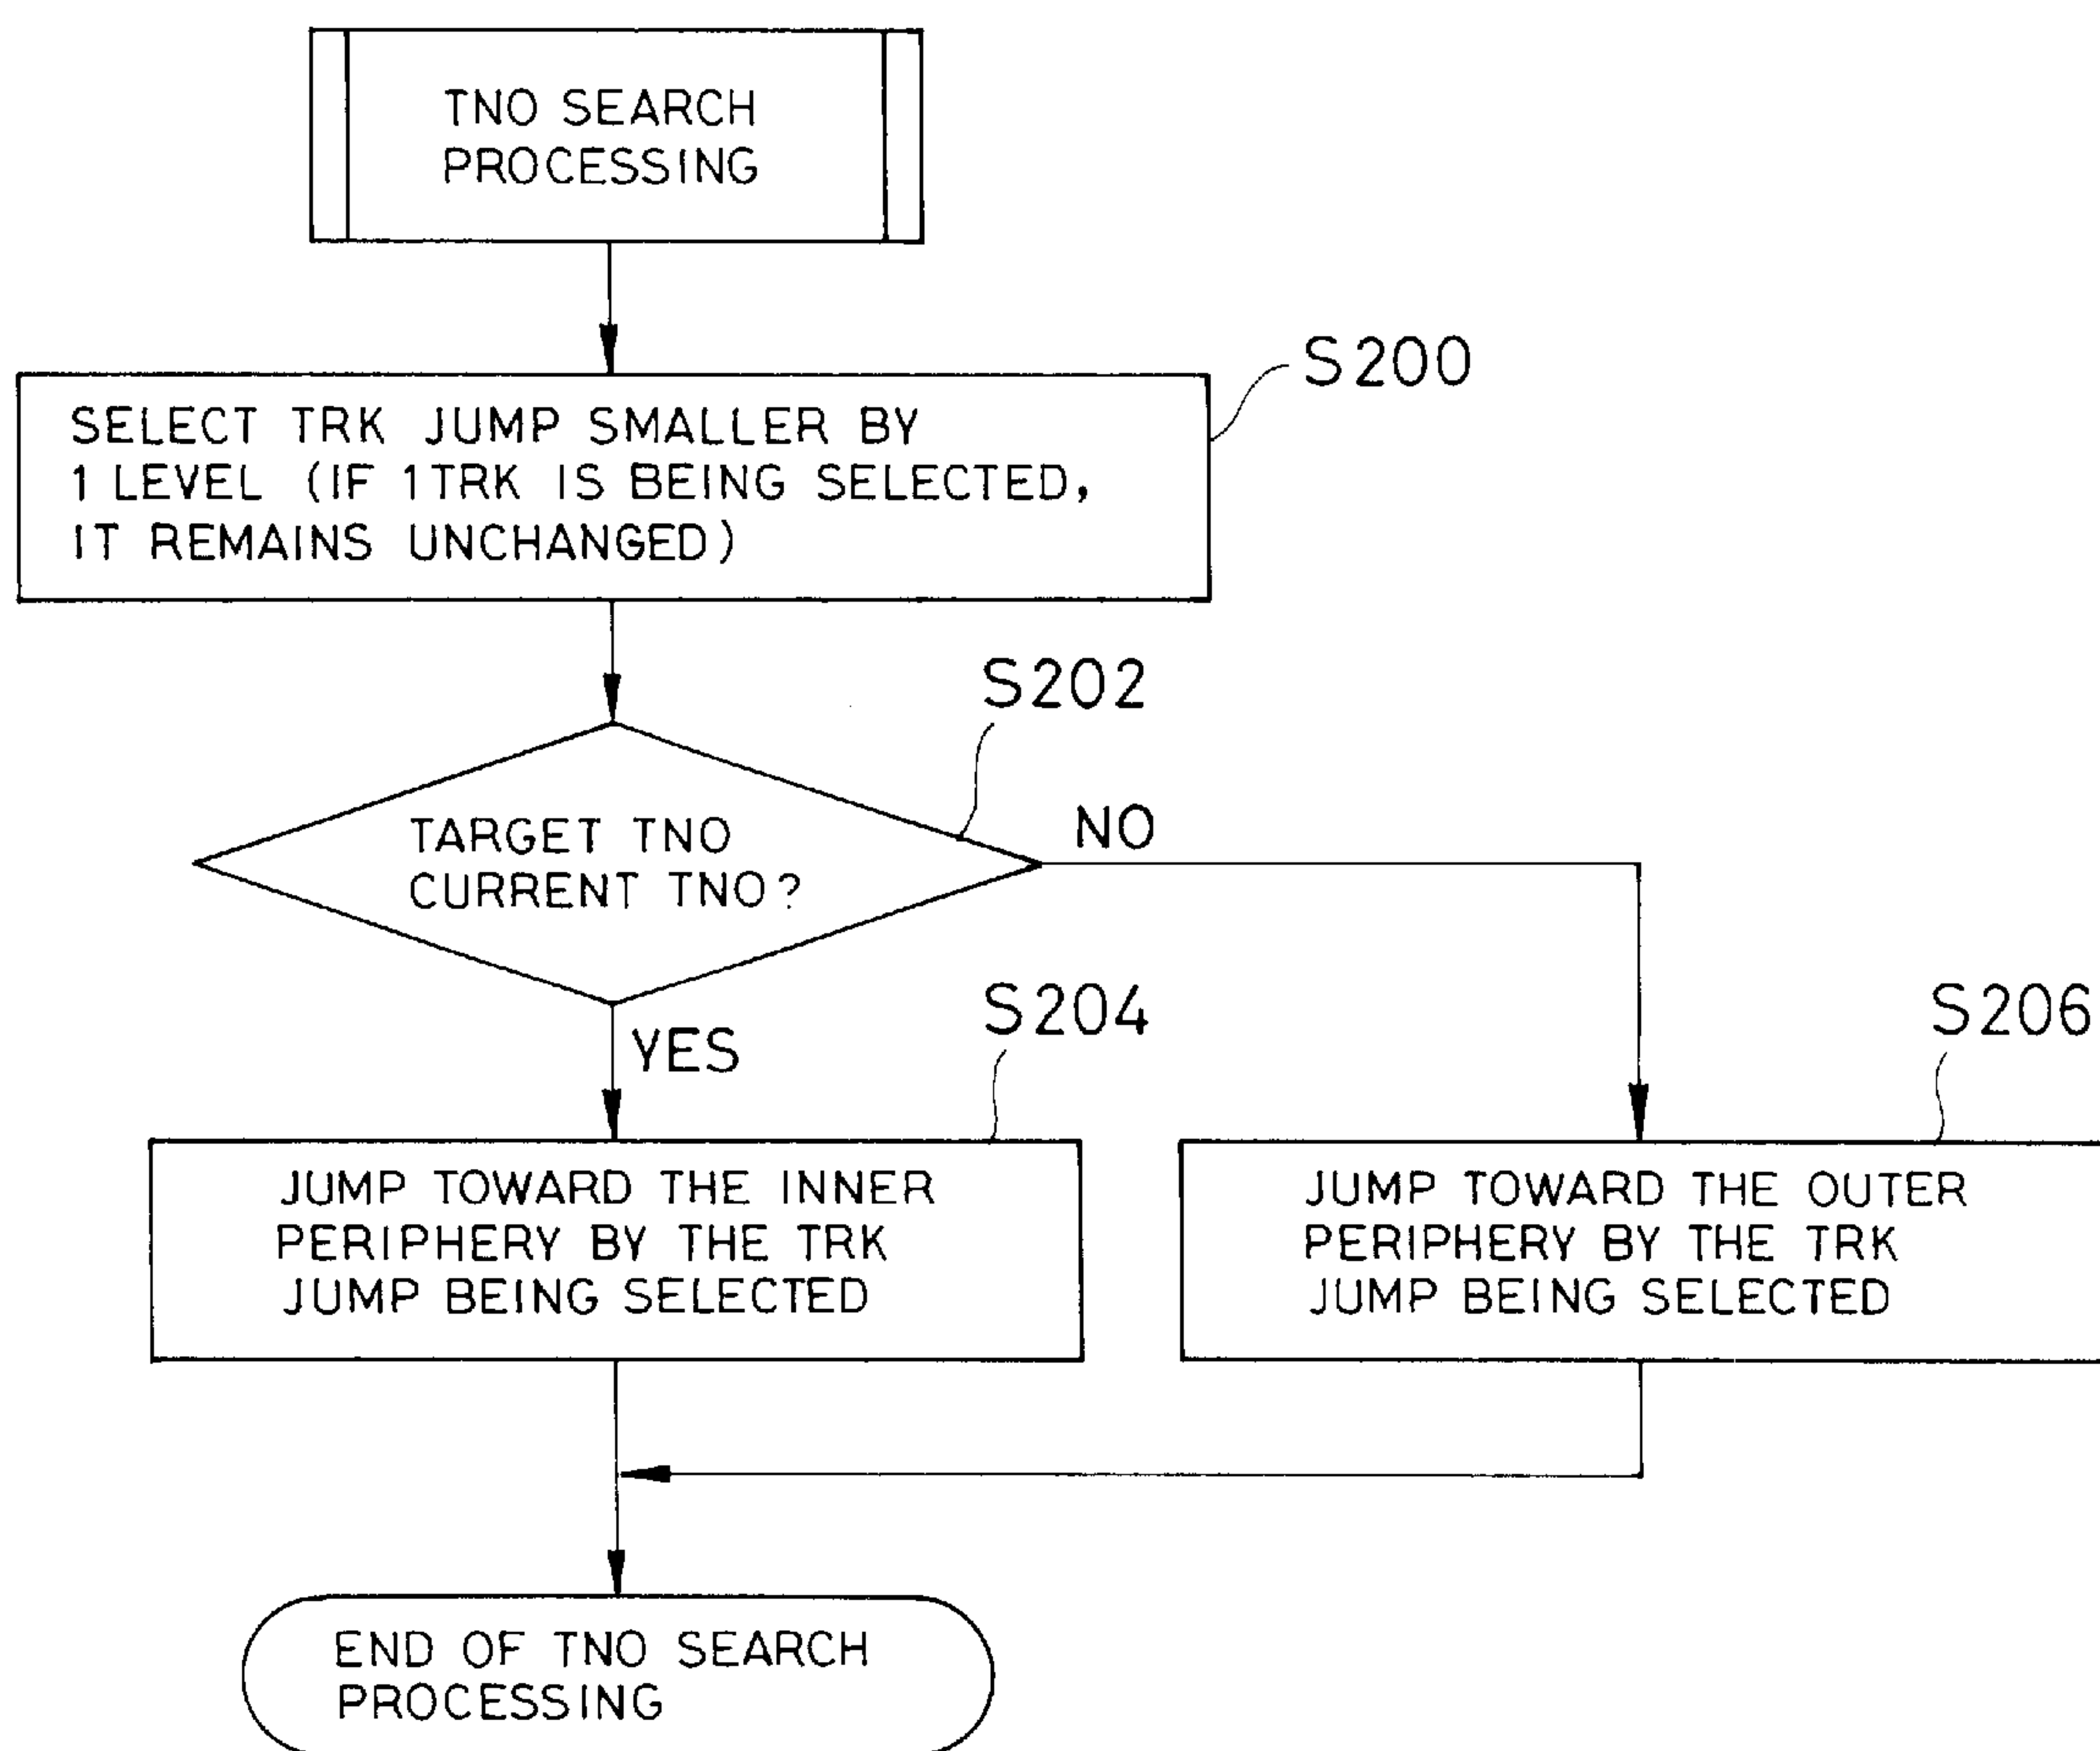 TNO SEARCH
PROCESSING
S200
SELECT TRK JUMP SMALLER BY
1 LEVEL (IF 1TRK IS BEING SELECTED,
IT REMAINS UNCHANGED)
S202
TARGET TNO
CURRENT TNO?
NO
YES
S204
JUMP TOWARD THE INNER
PERIPHERY BY THE TRK
JUMP BEING SELECTED
S206
JUMP TOWARD THE OUTER
PERIPHERY BY THE TRK
JUMP BEING SELECTED
END OF TNO SEARCH
PROCESSING